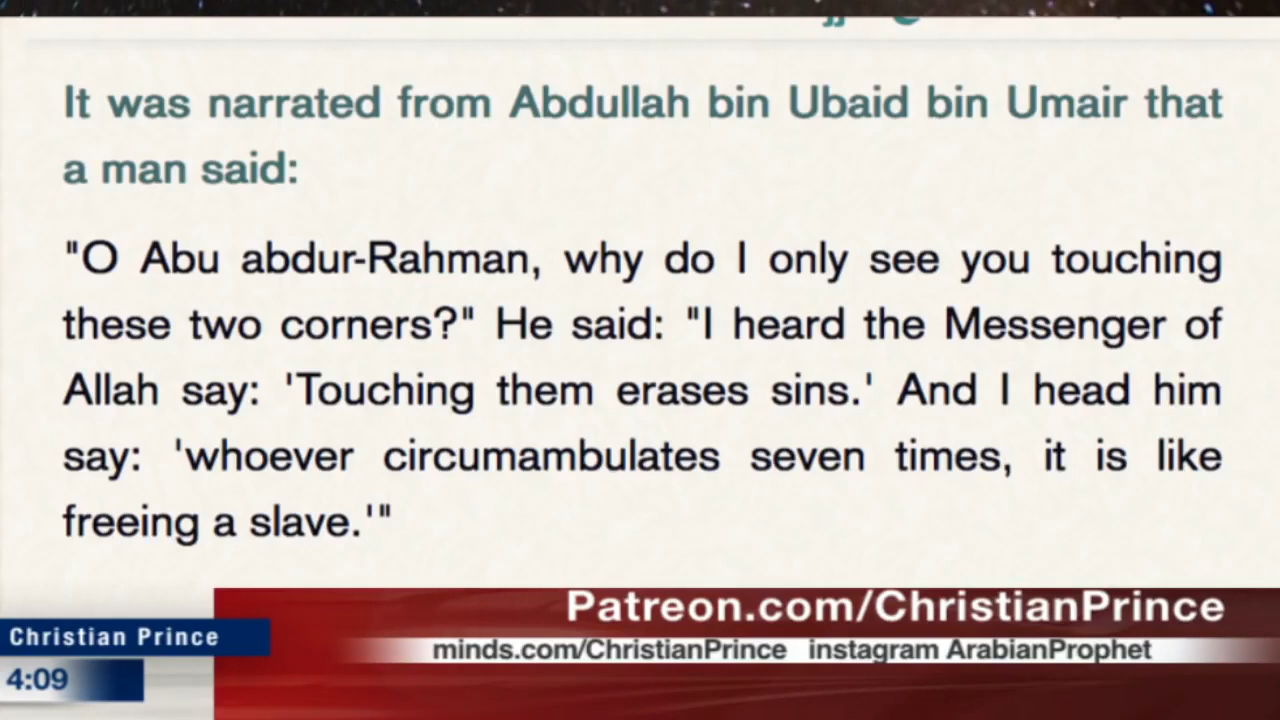 It was narrated from Abdullah bin Ubaid bin Umair that
a man said:
"O Abu abdur-Rahman, why do I only see you touching
these two corners?" He said: "I heard the Messenger of
Allah say: 'Touching them erases sins.' And I head him
say: 'whoever circumambulates seven times, it is like
freeing a slave.'"
Patreon.com/ChristianPrince
Christian Prince
minds.com/ChristianPrince instagram ArabianProphet
4:09